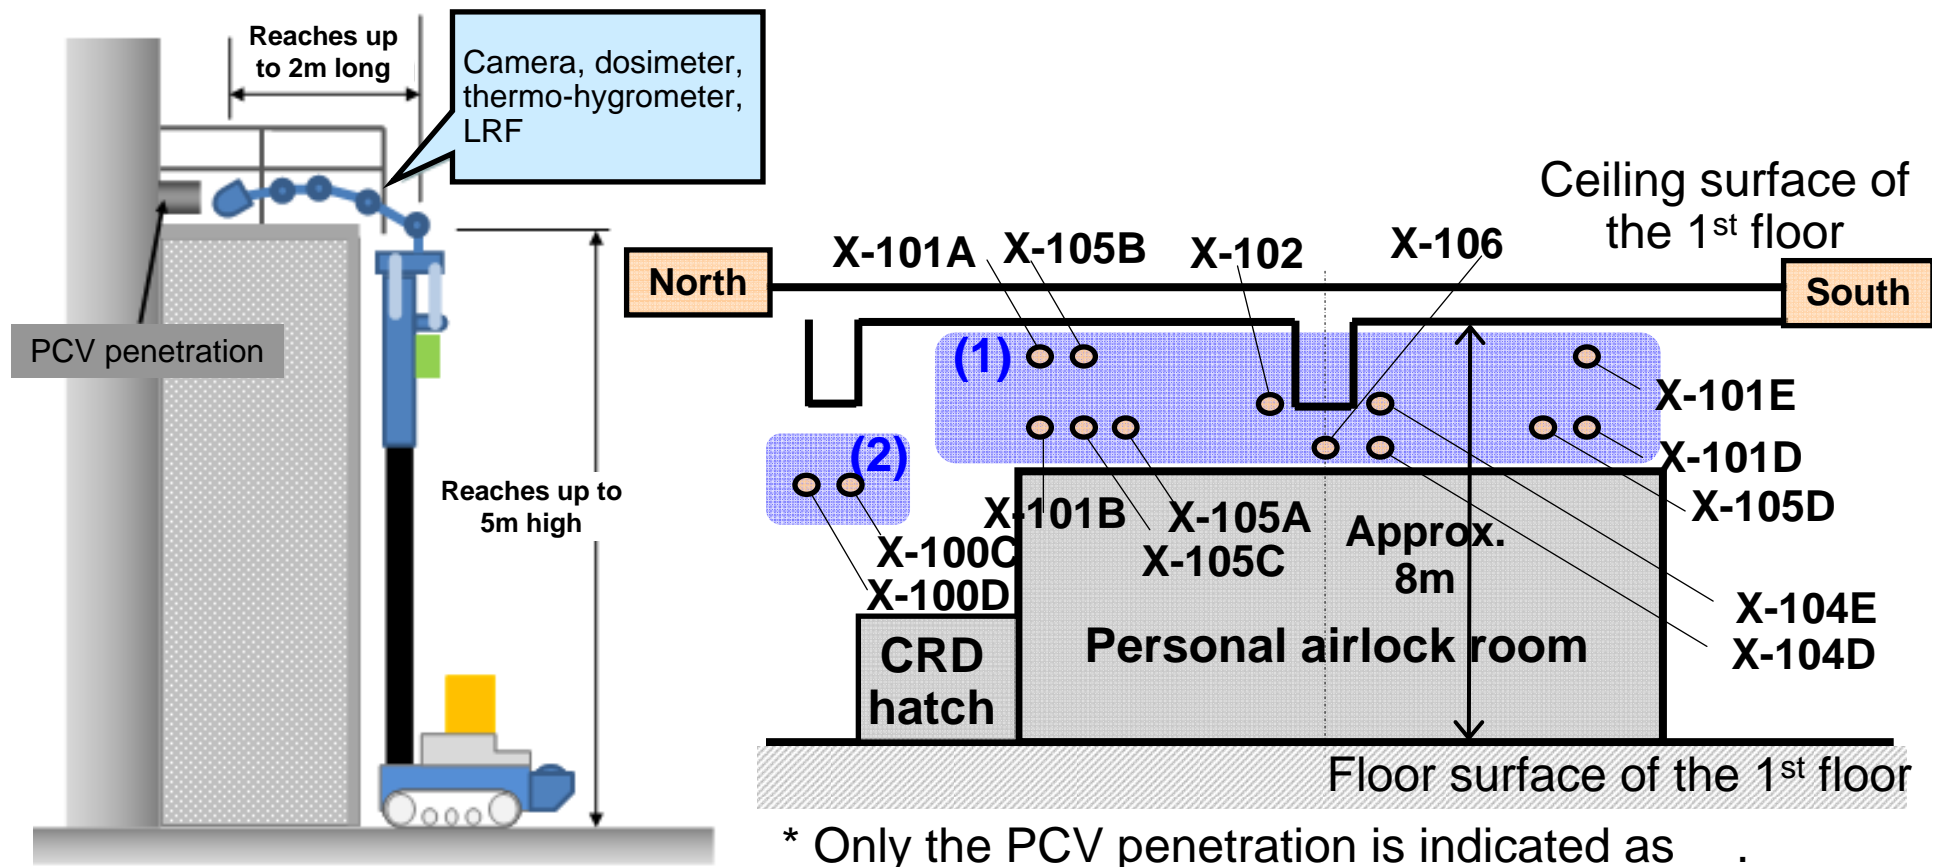 Reaches up
to 2m long
Camera, dosimeter,
thermo-hygrometer,
LRF
PCV penetration
Reaches up to
5m high
Ceiling surface of
the 1st floor
X-101A
X-105B
X-102
X-106
North
South
(1)
(2)
X-101E
X-101D
X-105D
X-101B
X-105A
X-105C
X-100C
X-100D
Approx.
8m
X-104E
X-104D
CRD
hatch
Personal airlock room
Floor surface of the 1st floor
* Only the PCV penetration is indicated as .